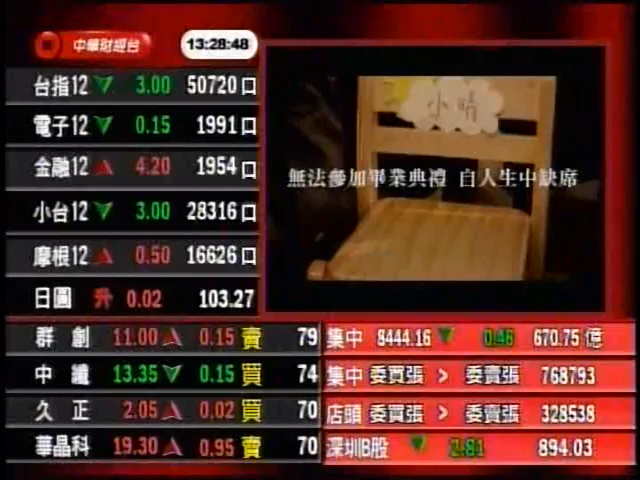 中華財經台 13:28:48
台指12 ▼ 3.00 50720口
電子12 ▼ 0.15 1991口
金融12 ▲ 4.20 1954口
小台12 ▼ 3.00 28316口
摩根12 ▲ 0.50 16626口
日圓 升 0.02 103.27
小晴
無法參加畢業典禮 自人生中缺席
群創 11.00 ▲ 0.15 賣 79
中纖 13.35 ▼ 0.15 買 74
久正 2.05 ▲ 0.02 買 70
華晶科 19.30 ▲ 0.95 賣 70
集中 8444.16 ▼ 0.46 670.75億
集中 委買張 > 委賣張 768793
店頭 委買張 > 委賣張 328538
深圳B股 ▼ 2.81 894.03